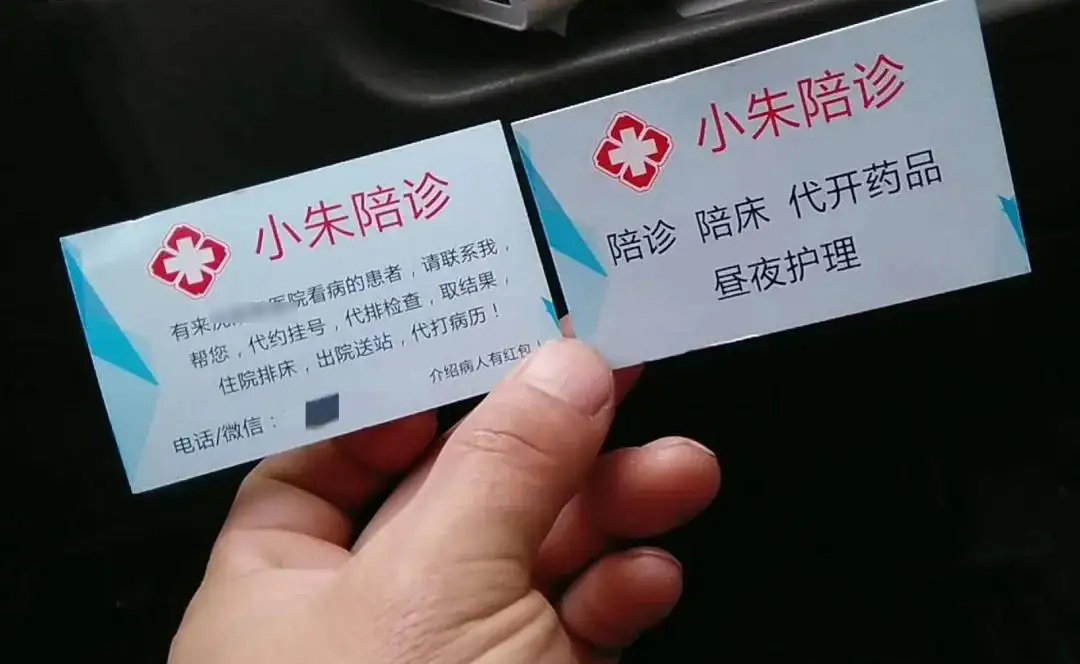 小朱陪诊
有来 医院看病的患者，请联系我，
帮您，代约挂号，代排检查，取结果，
住院排床，出院送站，代打病历！
介绍病人有红包！
电话/微信：
小朱陪诊
陪诊 陪床 代开药品
昼夜护理